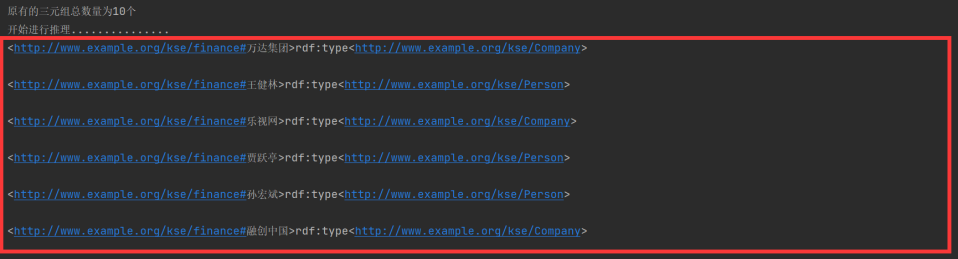 原有的三元组总数量为10个
开始进行推理...............
<http://www.example.org/kse/finance#万达集团>rdf:type<http://www.example.org/kse/Company>
<http://www.example.org/kse/finance#王健林>rdf:type<http://www.example.org/kse/Person>
<http://www.example.org/kse/finance#乐视网>rdf:type<http://www.example.org/kse/Company>
<http://www.example.org/kse/finance#贾跃亭>rdf:type<http://www.example.org/kse/Person>
<http://www.example.org/kse/finance#孙宏斌>rdf:type<http://www.example.org/kse/Person>
<http://www.example.org/kse/finance#融创中国>rdf:type<http://www.example.org/kse/Company>